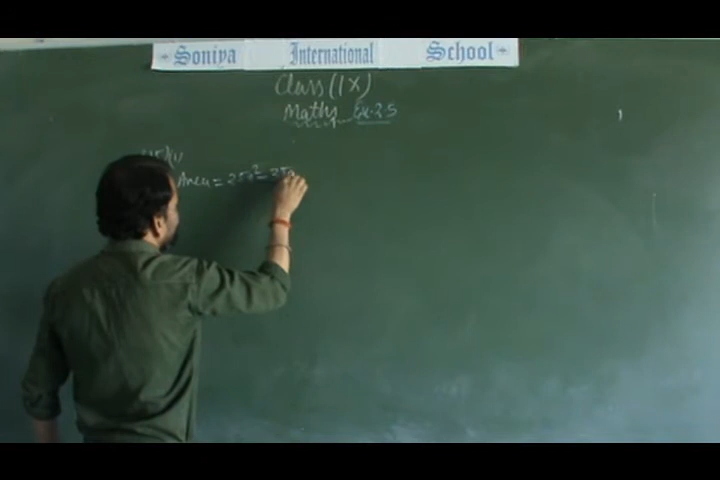 Soniya International School
Class (IX)
Maths Ex-2.5
Area = 25a² - 35a